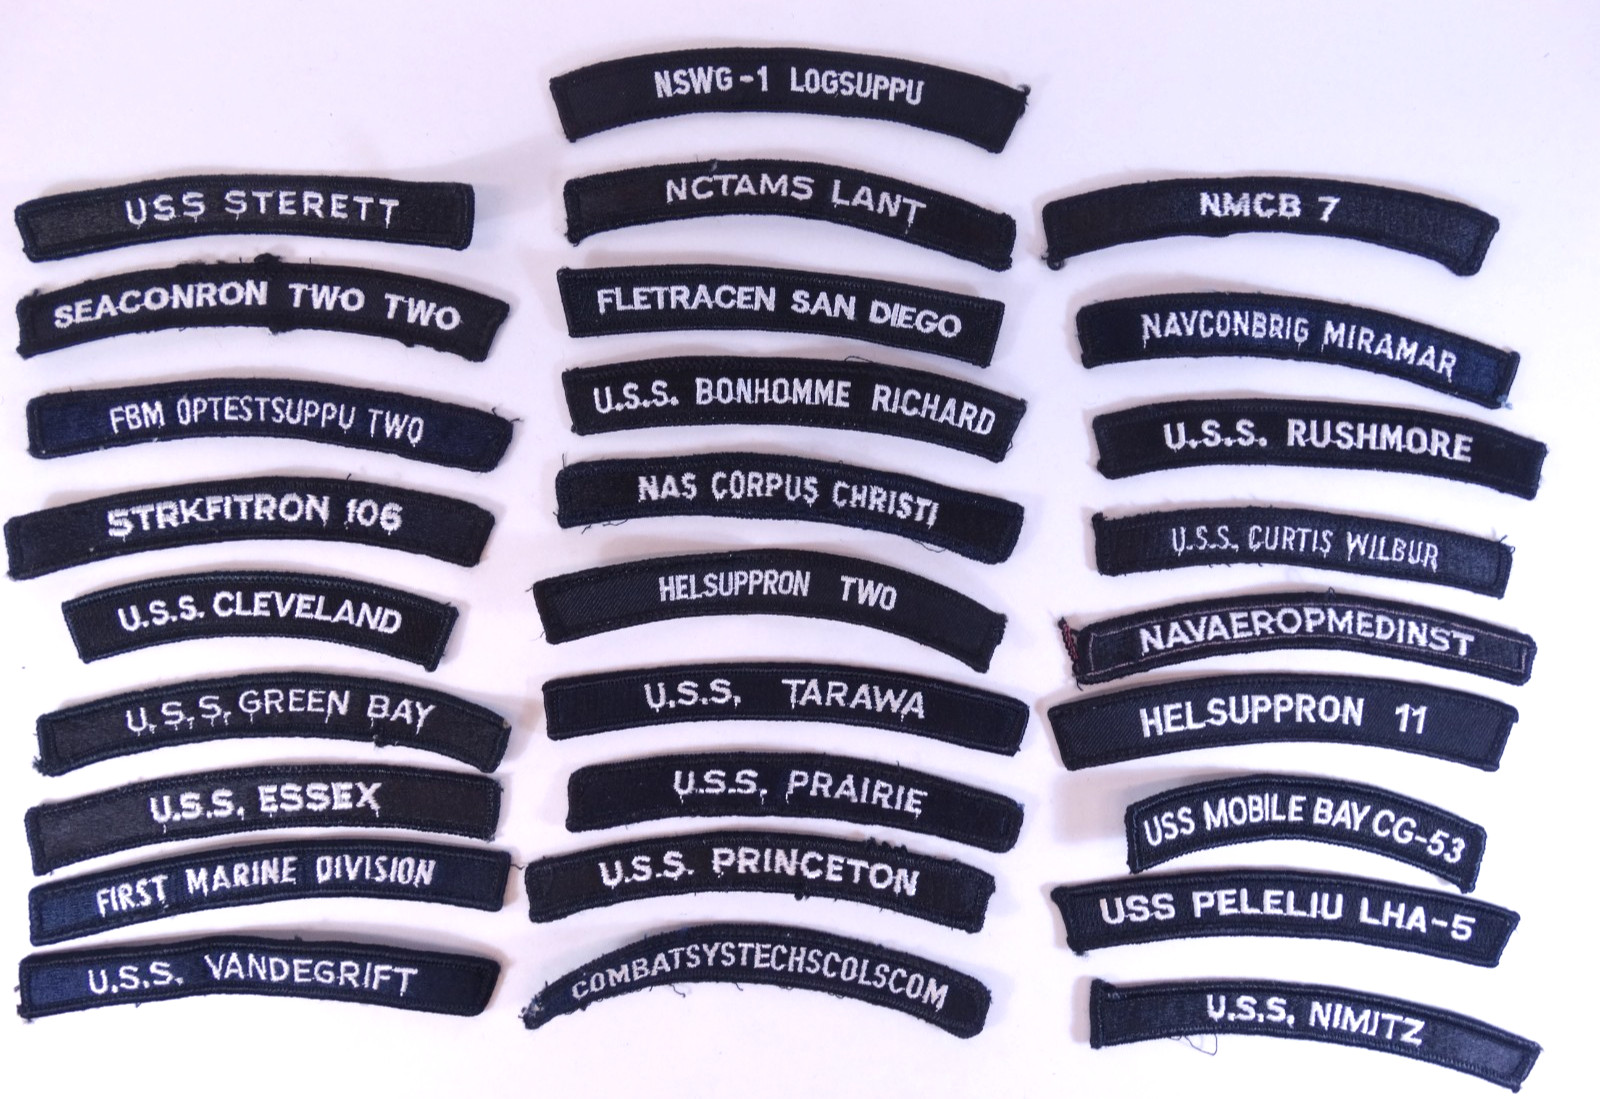 USS STERETT
SEACONRON TWO TWO
FBM OPTESTSUPPU TWO
STRKFITRON 106
U.S.S. CLEVELAND
U.S.S. GREEN BAY
U.S.S. ESSEX
FIRST MARINE DIVISION
U.S.S. VANDEGRIFT
NSWG-1 LOGSUPPU
NCTAMS LANT
FLETRACEN SAN DIEGO
U.S.S. BONHOMME RICHARD
NAS CORPUS CHRISTI
HELSUPPRON TWO
U.S.S. TARAWA
U.S.S. PRAIRIE
U.S.S. PRINCETON
COMBATSYSTECHSCOLSCOM
NMCB 7
NAVCONBRIG MIRAMAR
U.S.S. RUSHMORE
U.S.S. CURTIS WILBUR
NAVAEROPMEDINST
HELSUPPRON 11
USS MOBILE BAY CG-53
USS PELELIU LHA-5
U.S.S. NIMITZ